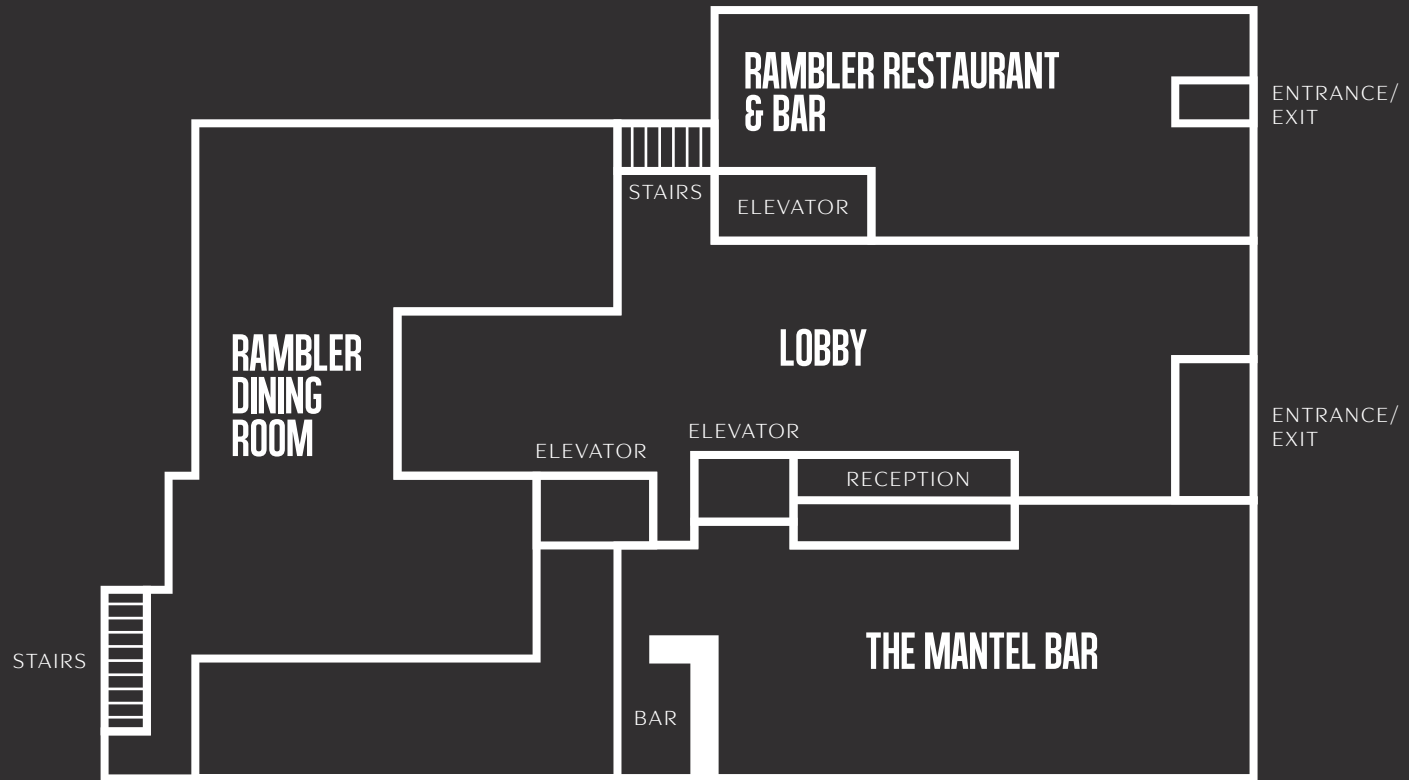 RAMBLER RESTAURANT
& BAR
ENTRANCE/
EXIT
STAIRS
ELEVATOR
RAMBLER
DINING
ROOM
LOBBY
ENTRANCE/
EXIT
ELEVATOR
ELEVATOR
RECEPTION
THE MANTEL BAR
STAIRS
BAR